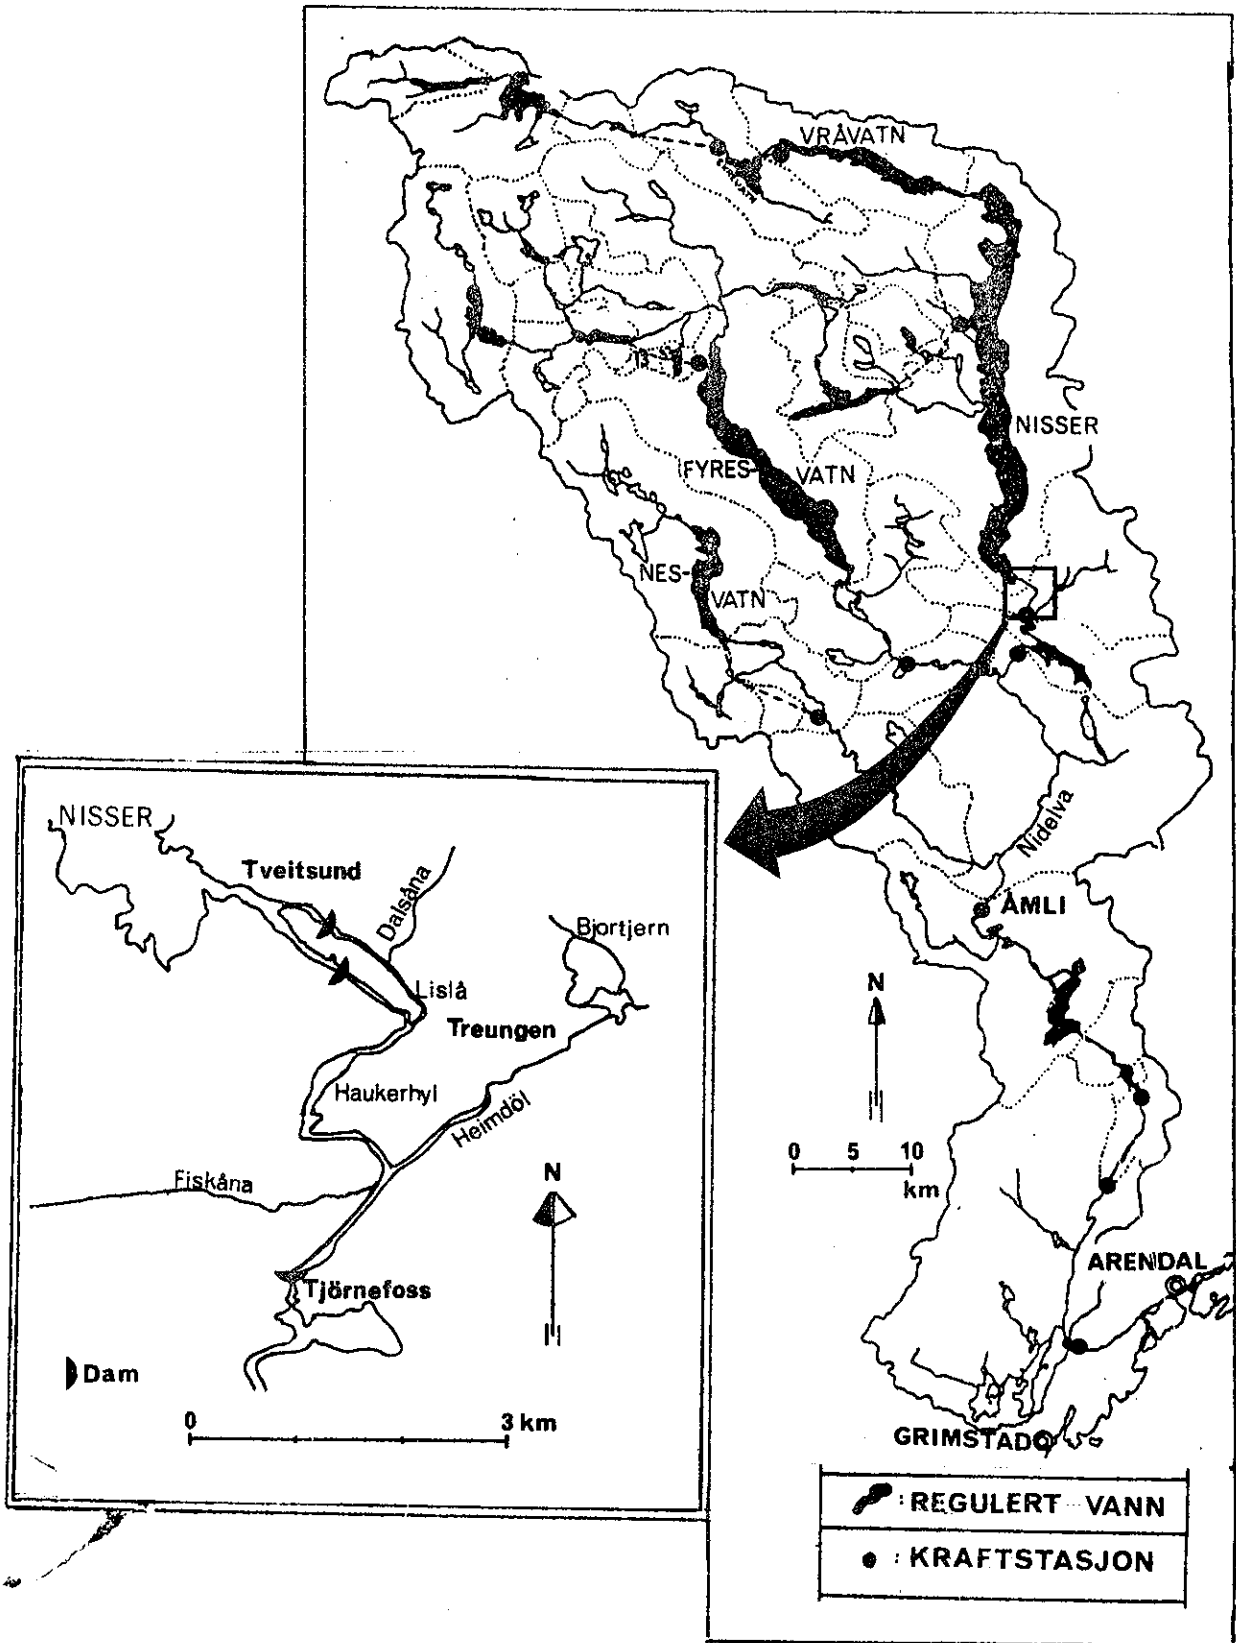 VRÅVATN
NISSER
FYRES-
VATN
NES-
VATN
Nidelva
ÅMLI
N
0 5 10
km
ARENDAL
GRIMSTAD
: REGULERT VANN
: KRAFTSTASJON
NISSER
Tveitsund
Dalsåna
Bjortjern
Lislå
Treungen
Haukerhyl
Heimdöl
Fiskåna
N
Tjörnefoss
Dam
0 3 km